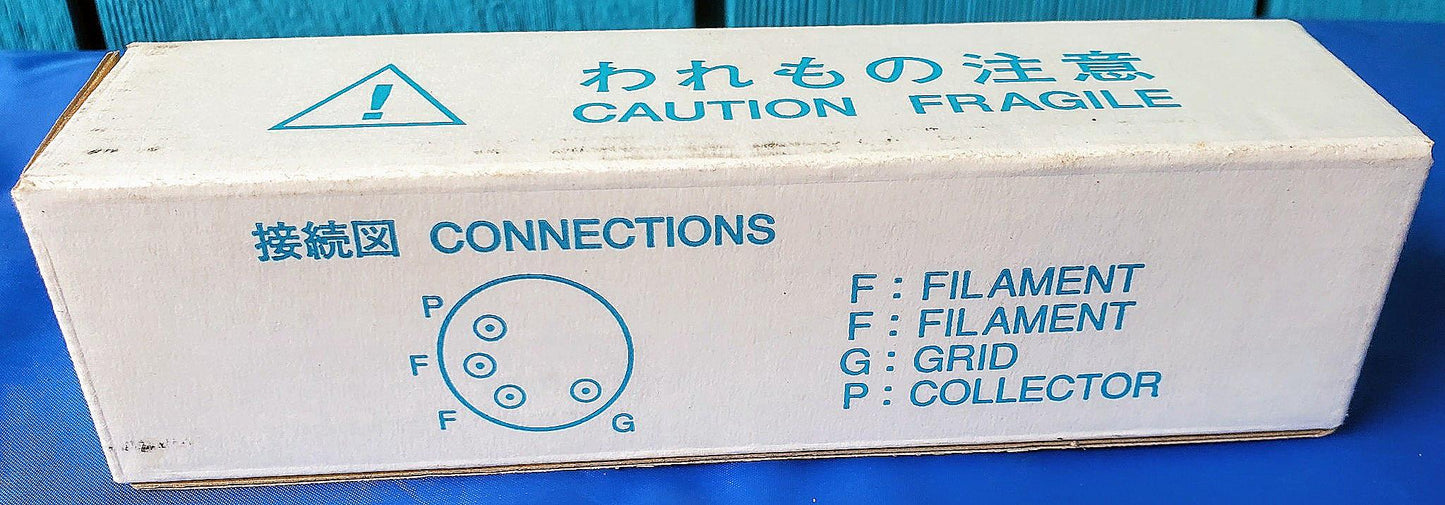 われもの注意
CAUTION FRAGILE
接続図 CONNECTIONS
P
F
F
G
F : FILAMENT
F : FILAMENT
G : GRID
P : COLLECTOR